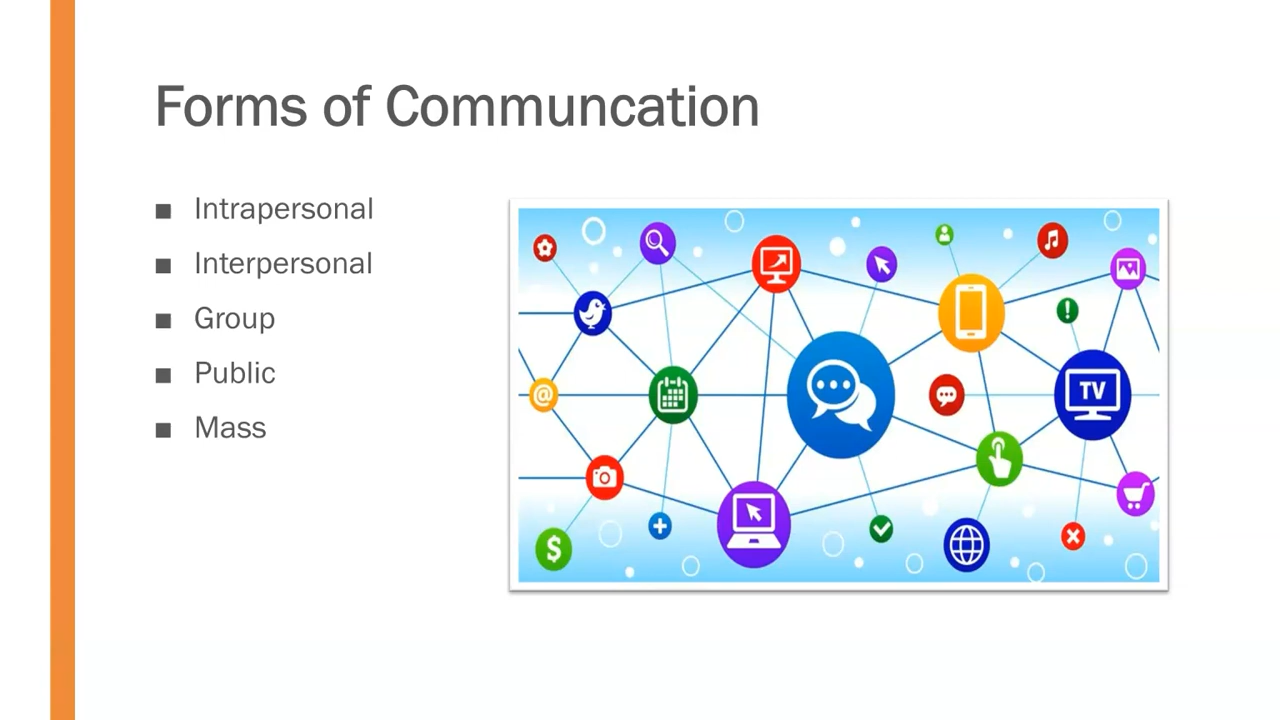 Forms of Communcation
■ Intrapersonal
■ Interpersonal
■ Group
■ Public
■ Mass
@
TV
$